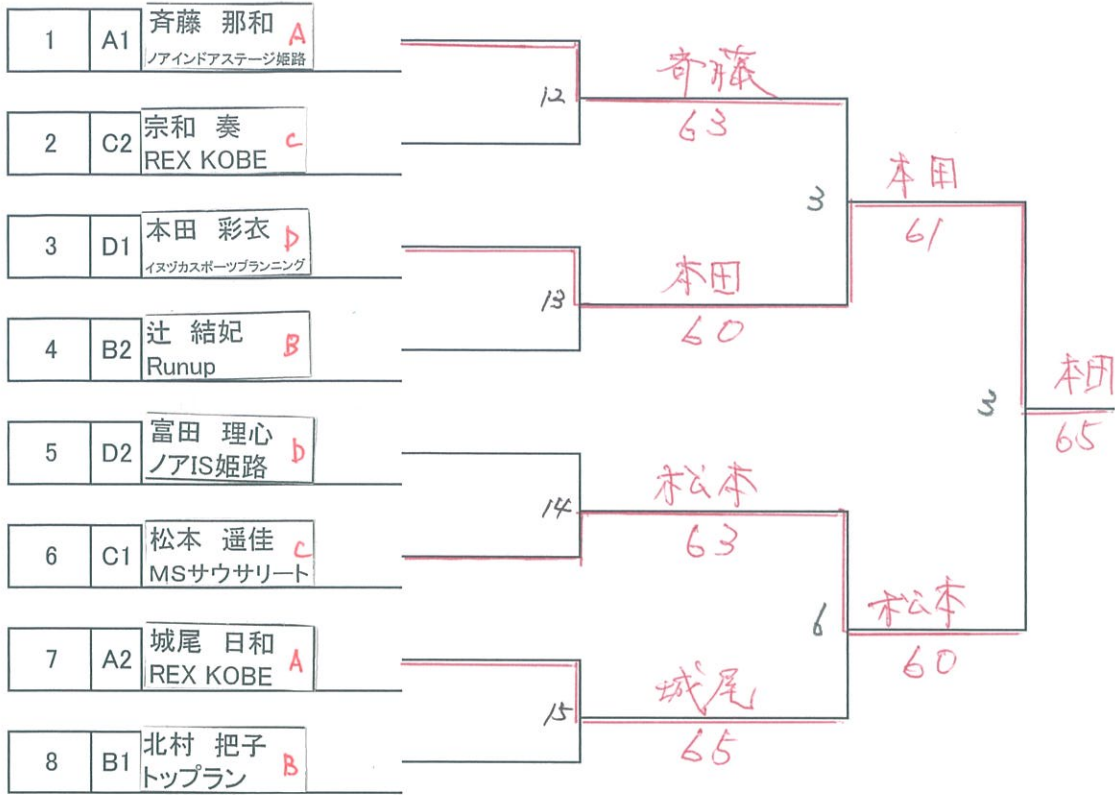 1 A1 斉藤 那和 A
ノアインドアステージ姫路
2 C2 宗和 奏 C
REX KOBE
3 D1 本田 彩衣 D
イヌヅカスポーツプランニング
4 B2 辻 結妃 B
Runup
5 D2 富田 理心 D
ノアIS姫路
6 C1 松本 遥佳 C
MSサウサリート
7 A2 城尾 日和 A
REX KOBE
8 B1 北村 把子 B
トップラン
12
斉藤
63
13
本田
60
14
松本
63
15
城尾
65
3
本田
61
6
松本
60
3
本田
65